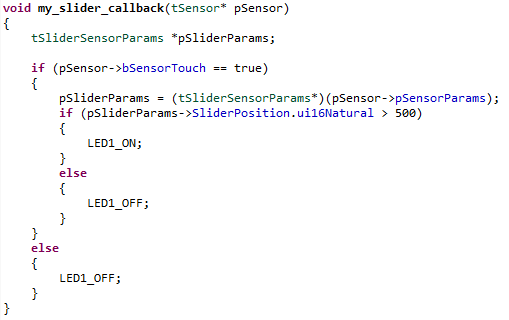 void my_slider_callback(tSensor* pSensor)
{
    tSliderSensorParams *pSliderParams;

    if (pSensor->bSensorTouch == true)
    {
        pSliderParams = (tSliderSensorParams*)(pSensor->pSensorParams);
        if (pSliderParams->SliderPosition.ui16Natural > 500)
        {
            LED1_ON;
        }
        else
        {
            LED1_OFF;
        }
    }
    else
    {
        LED1_OFF;
    }
}